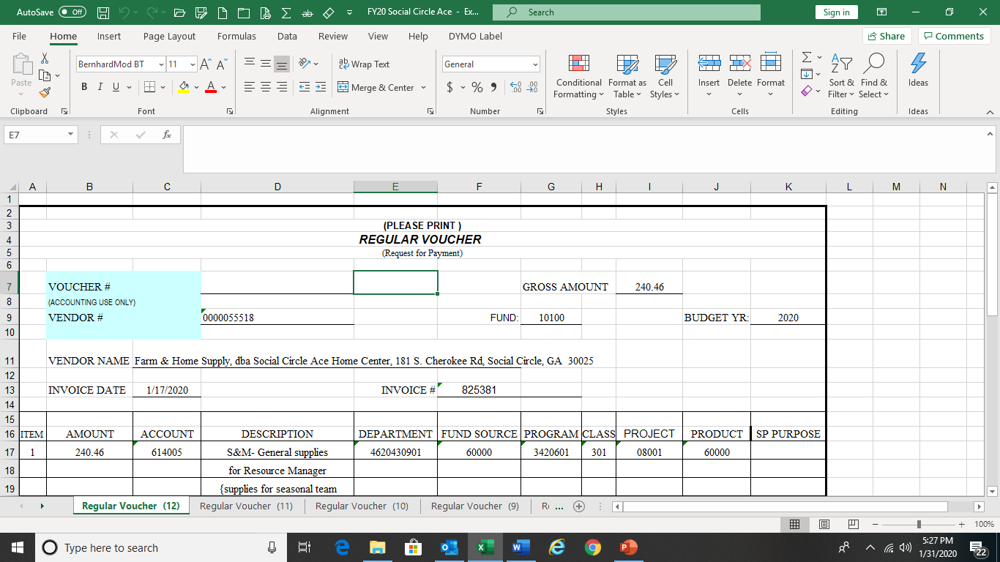 AutoSave Off FY20 Social Circle Ace - Ex... Search Sign in
File Home Insert Page Layout Formulas Data Review View Help DYMO Label Share Comments
Paste BernhardMod BT 11 A A ab Wrap Text General Conditional Formatting Format as Table Cell Styles Insert Delete Format Sort & Filter Find & Select Ideas
B I U A Merge & Center $ % 9
Clipboard Font Alignment Number Styles Cells Editing Ideas
E7 fx
A B C D E F G H I J K L M N
1
2
3 (PLEASE PRINT )
4 REGULAR VOUCHER
5 (Request for Payment)
6
7 VOUCHER # GROSS AMOUNT 240.46
8 (ACCOUNTING USE ONLY)
9 VENDOR # 0000055518 FUND: 10100 BUDGET YR: 2020
10
11 VENDOR NAME Farm & Home Supply, dba Social Circle Ace Home Center, 181 S. Cherokee Rd, Social Circle, GA 30025
12
13 INVOICE DATE 1/17/2020 INVOICE # 825381
14
15
16 ITEM AMOUNT ACCOUNT DESCRIPTION DEPARTMENT FUND SOURCE PROGRAM CLASS PROJECT PRODUCT SP PURPOSE
17 1 240.46 614005 S&M- General supplies 4620430901 60000 3420601 301 08001 60000
18 for Resource Manager
19 {supplies for seasonal team
Regular Voucher (12) Regular Voucher (11) Regular Voucher (10) Regular Voucher (9) R ...
100%
Type here to search 5:27 PM
1/31/2020 22